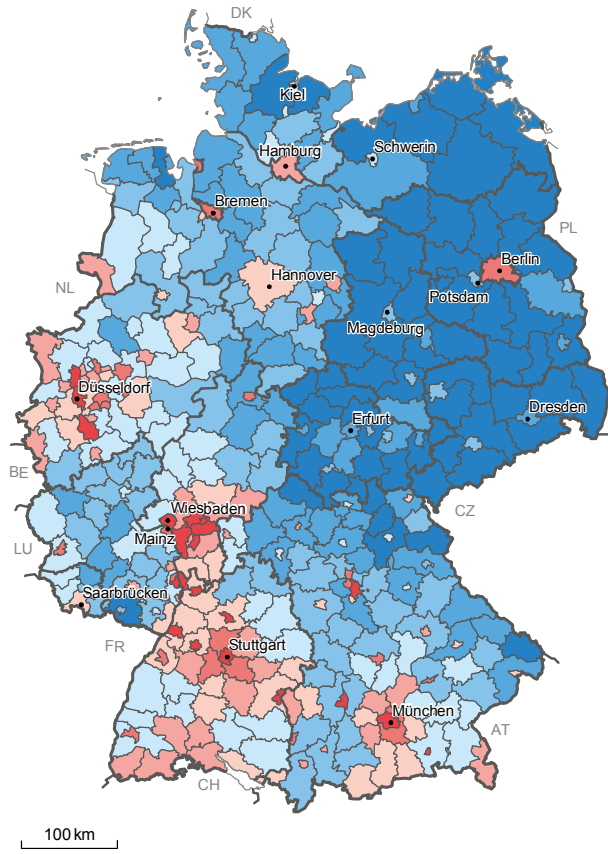 DK
Kiel
Schwerin
Hamburg
Bremen
PL
Berlin
Hannover
Potsdam
NL
Magdeburg
Düsseldorf
Dresden
Erfurt
BE
CZ
Wiesbaden
Mainz
LU
Saarbrücken
FR
Stuttgart
München
AT
CH
100 km